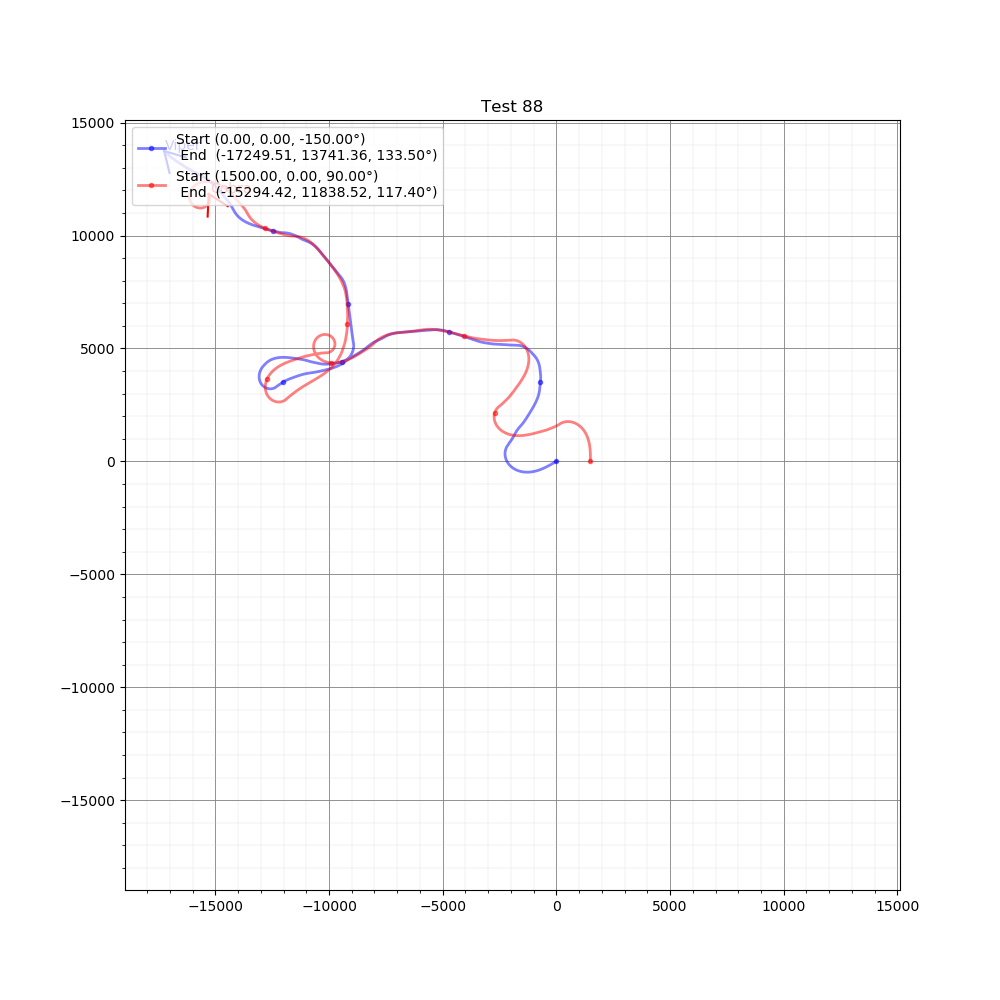 Test 88
Start (0.00, 0.00, -150.00°)
End (-17249.51, 13741.36, 133.50°)
Start (1500.00, 0.00, 90.00°)
End (-15294.42, 11838.52, 117.40°)
15000
10000
5000
0
−5000
−10000
−15000
−15000 −10000 −5000 0 5000 10000 15000